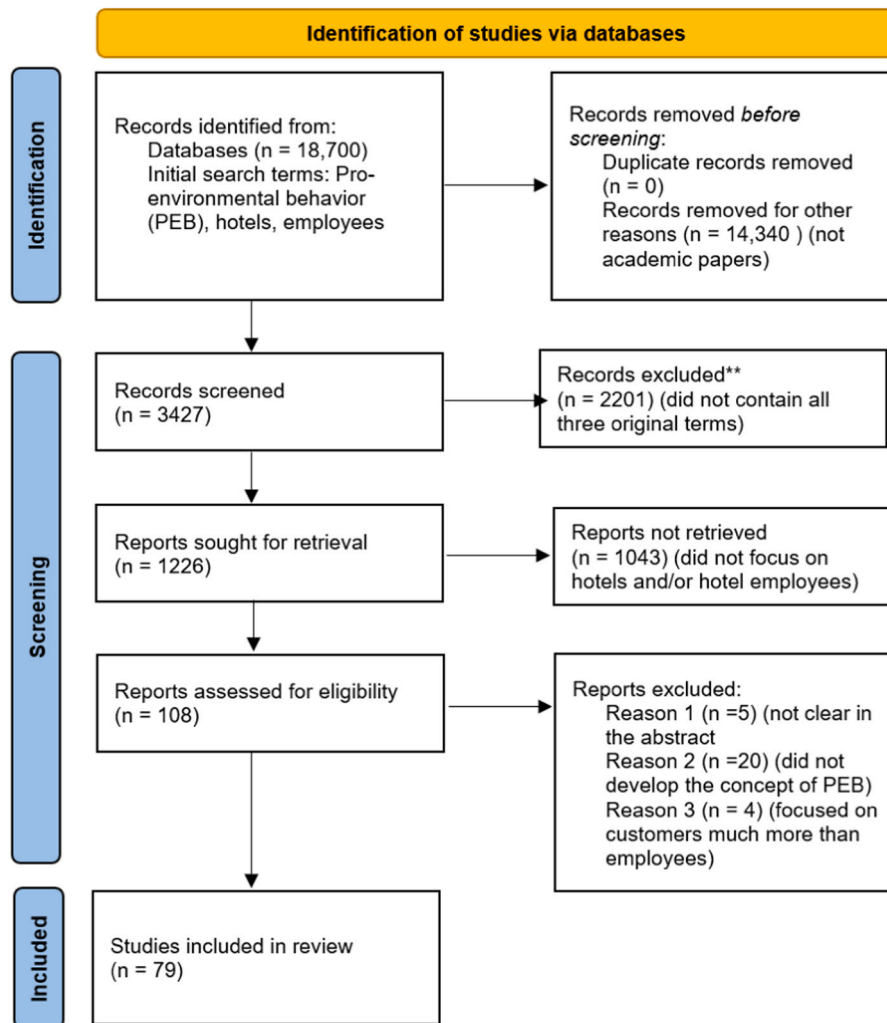 Identification of studies via databases
Identification
Records identified from:
Databases (n = 18,700)
Initial search terms: Pro-
environmental behavior
(PEB), hotels, employees
Records removed before
screening:
Duplicate records removed
(n = 0)
Records removed for other
reasons (n = 14,340 ) (not
academic papers)
Screening
Records screened
(n = 3427)
Records excluded**
(n = 2201) (did not contain all
three original terms)
Reports sought for retrieval
(n = 1226)
Reports not retrieved
(n = 1043) (did not focus on
hotels and/or hotel employees)
Reports assessed for eligibility
(n = 108)
Reports excluded:
Reason 1 (n =5) (not clear in
the abstract
Reason 2 (n =20) (did not
develop the concept of PEB)
Reason 3 (n = 4) (focused on
customers much more than
employees)
Included
Studies included in review
(n = 79)